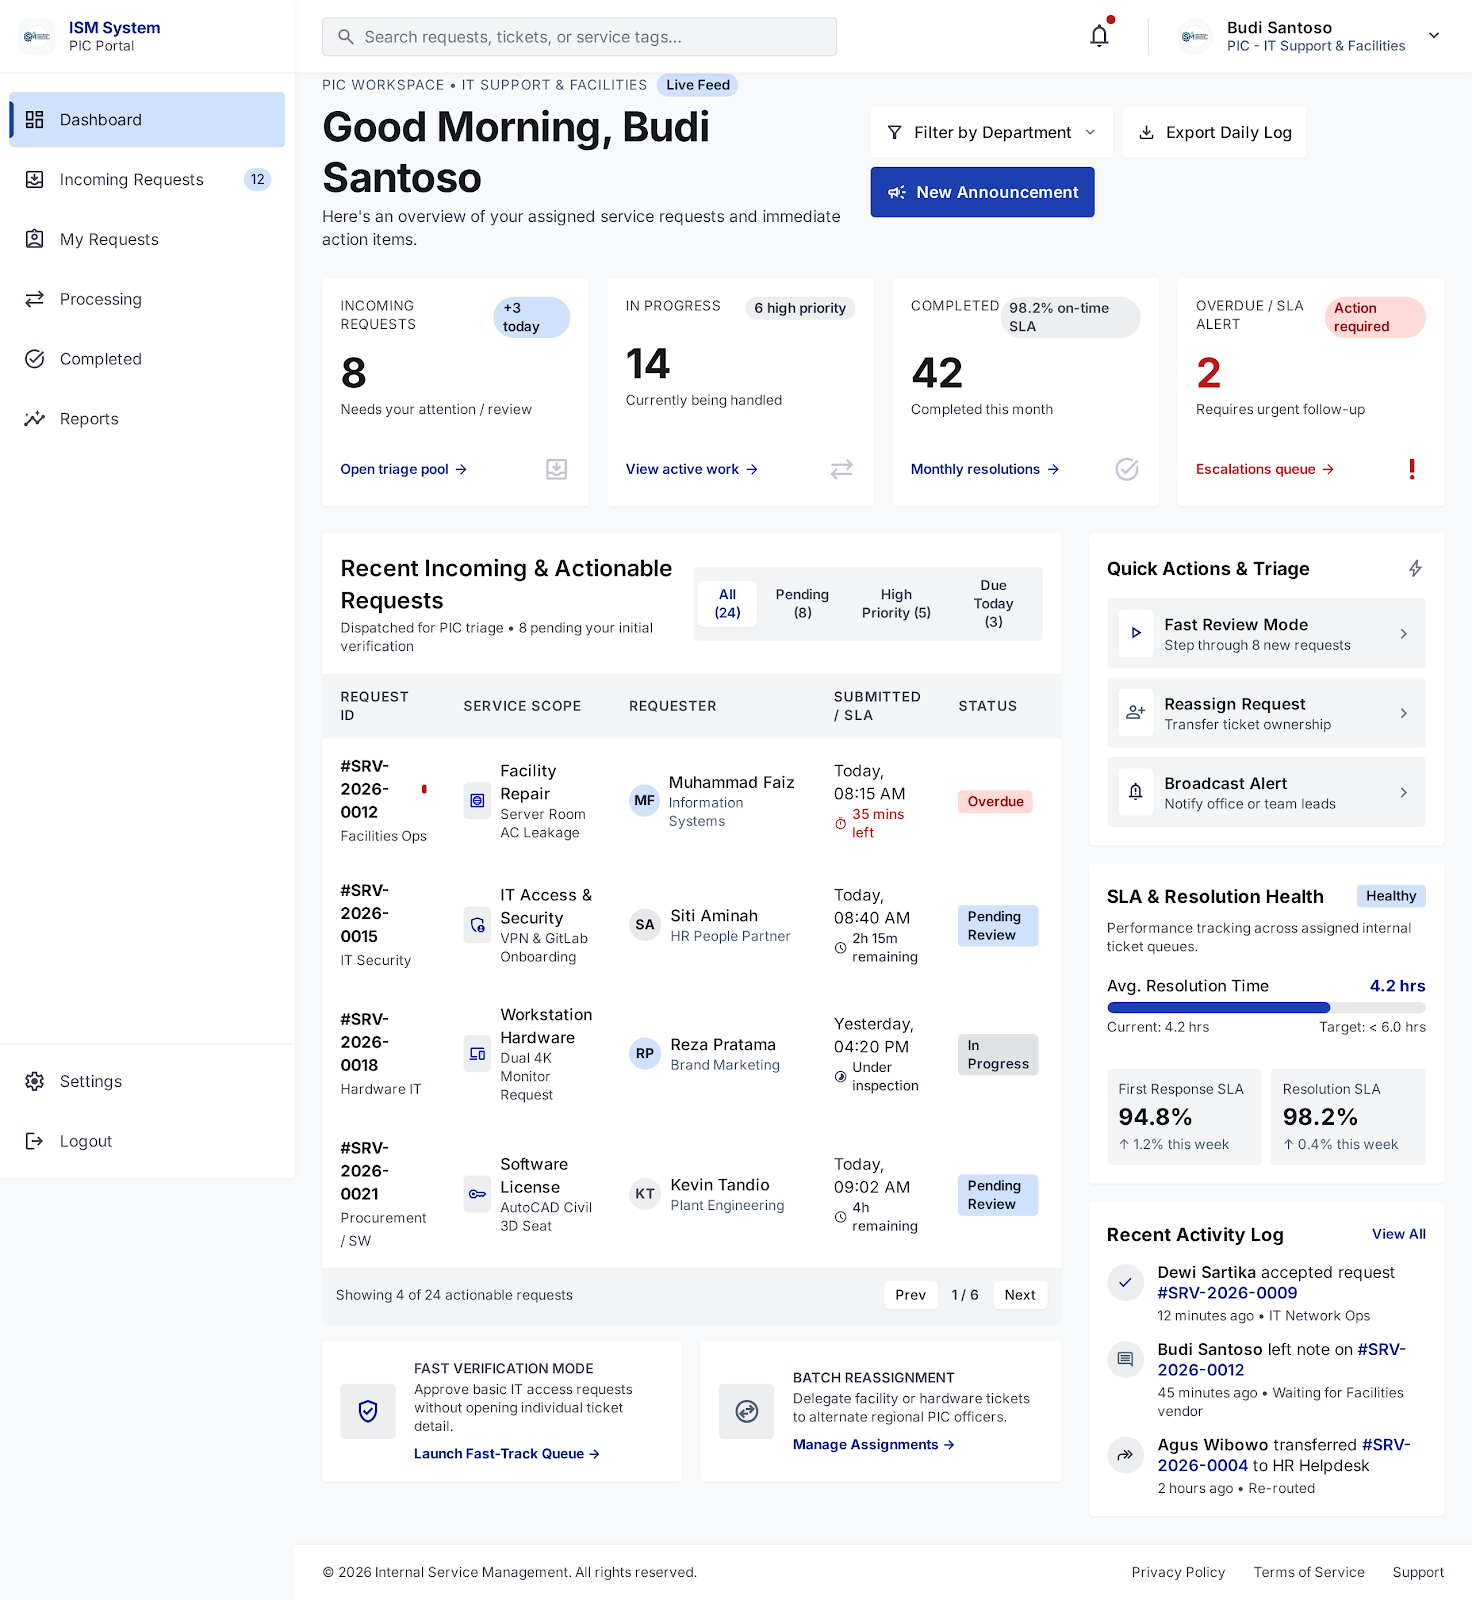 ISM System
PIC Portal
Search requests, tickets, or service tags...
Budi Santoso
PIC - IT Support & Facilities
Dashboard
Incoming Requests
12
My Requests
Processing
Completed
Reports
Settings
Logout
PIC WORKSPACE • IT SUPPORT & FACILITIES
Live Feed
Good Morning, Budi
Santoso
Here's an overview of your assigned service requests and immediate
action items.
Filter by Department
Export Daily Log
New Announcement
INCOMING
REQUESTS
+3
today
8
Needs your attention / review
Open triage pool →
IN PROGRESS
6 high priority
14
Currently being handled
View active work →
COMPLETED
98.2% on-time
SLA
42
Completed this month
Monthly resolutions →
OVERDUE / SLA
ALERT
Action
required
2
Requires urgent follow-up
Escalations queue →
Recent Incoming & Actionable
Requests
Dispatched for PIC triage • 8 pending your initial
verification
All
(24)
Pending
(8)
High
Priority (5)
Due
Today
(3)
REQUEST
ID
SERVICE SCOPE
REQUESTER
SUBMITTED
/ SLA
STATUS
#SRV-
2026-
0012
Facilities Ops
Facility
Repair
Server Room
AC Leakage
MF
Muhammad Faiz
Information
Systems
Today,
08:15 AM
35 mins
left
Overdue
#SRV-
2026-
0015
IT Security
IT Access &
Security
VPN & GitLab
Onboarding
SA
Siti Aminah
HR People Partner
Today,
08:40 AM
2h 15m
remaining
Pending
Review
#SRV-
2026-
0018
Hardware IT
Workstation
Hardware
Dual 4K
Monitor
Request
RP
Reza Pratama
Brand Marketing
Yesterday,
04:20 PM
Under
inspection
In
Progress
#SRV-
2026-
0021
Procurement
/ SW
Software
License
AutoCAD Civil
3D Seat
KT
Kevin Tandio
Plant Engineering
Today,
09:02 AM
4h
remaining
Pending
Review
Showing 4 of 24 actionable requests
Prev
1 / 6
Next
FAST VERIFICATION MODE
Approve basic IT access requests
without opening individual ticket
detail.
Launch Fast-Track Queue →
BATCH REASSIGNMENT
Delegate facility or hardware tickets
to alternate regional PIC officers.
Manage Assignments →
Quick Actions & Triage
Fast Review Mode
Step through 8 new requests
Reassign Request
Transfer ticket ownership
Broadcast Alert
Notify office or team leads
SLA & Resolution Health
Healthy
Performance tracking across assigned internal
ticket queues.
Avg. Resolution Time
4.2 hrs
Current: 4.2 hrs
Target: < 6.0 hrs
First Response SLA
94.8%
↑ 1.2% this week
Resolution SLA
98.2%
↑ 0.4% this week
Recent Activity Log
View All
Dewi Sartika accepted request
#SRV-2026-0009
12 minutes ago • IT Network Ops
Budi Santoso left note on #SRV-
2026-0012
45 minutes ago • Waiting for Facilities
vendor
Agus Wibowo transferred #SRV-
2026-0004 to HR Helpdesk
2 hours ago • Re-routed
© 2026 Internal Service Management. All rights reserved.
Privacy Policy
Terms of Service
Support